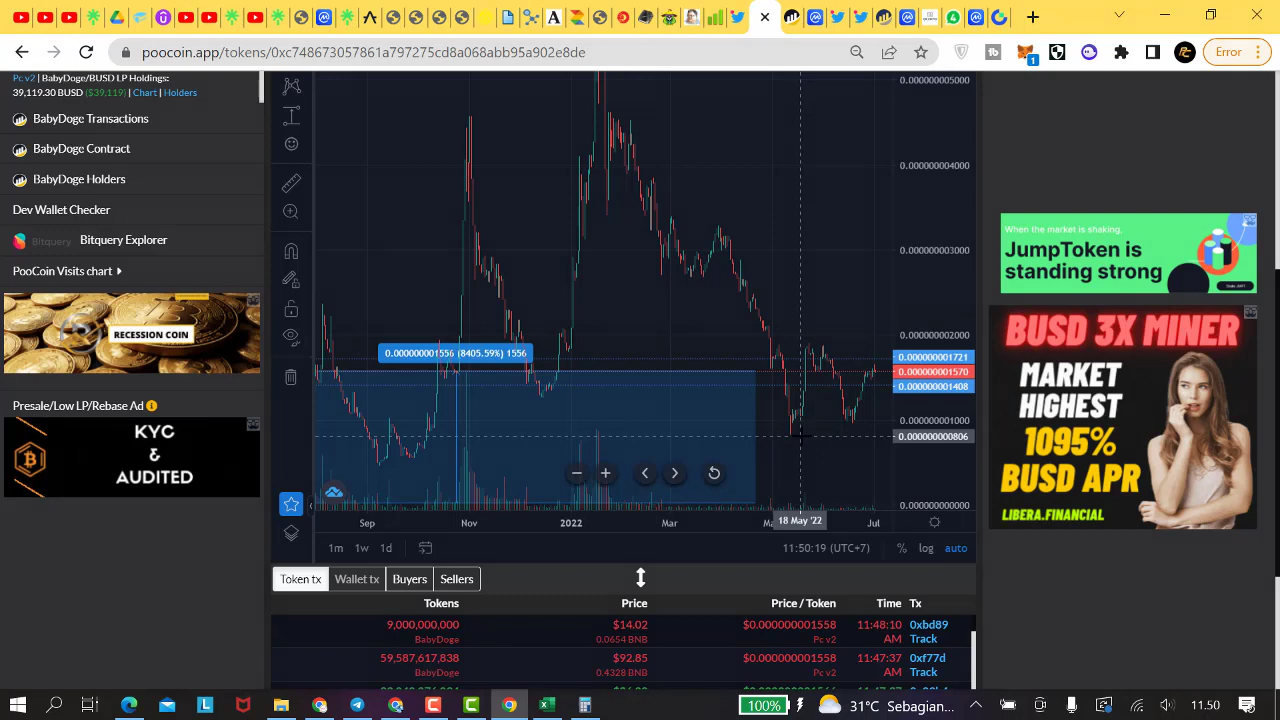 poocoin.app/tokens/0xc748673057861a797275cd8a068abb95a902e8de
1
Error
Pc v2 | BabyDoge/BUSD LP Holdings:
39,119.30 BUSD ($39,119) | Chart | Holders
BabyDoge Transactions
BabyDoge Contract
BabyDoge Holders
Dev Wallet Checker
Bitquery
Bitquery Explorer
PooCoin Visits chart
RECESSION COIN
Presale/Low LP/Rebase Ad
KYC
&
AUDITED
0.000000001556 (8405.59%) 1556
0.000000005000
0.000000004000
0.000000003000
0.000000002000
0.000000001721
0.000000001570
0.000000001408
0.000000001000
0.000000000806
0.000000000000
Sep
Nov
2022
Mar
18 May '22
Jul
1m
1w
1d
11:50:19 (UTC+7)
%
log
auto
Token tx
Wallet tx
Buyers
Sellers
Tokens
Price
Price / Token
Time
Tx
9,000,000,000
$14.02
$0.000000001558
11:48:10
0xbd89
BabyDoge
0.0654 BNB
Pc v2
AM
Track
59,587,617,838
$92.85
$0.000000001558
11:47:37
0xf77d
BabyDoge
0.4328 BNB
Pc v2
AM
Track
When the market is shaking,
JumpToken is
standing strong
BUSD 3X MINER
MARKET
HIGHEST
1095%
BUSD APR
LIBERA.FINANCIAL
100%
31°C Sebagian...
11.50